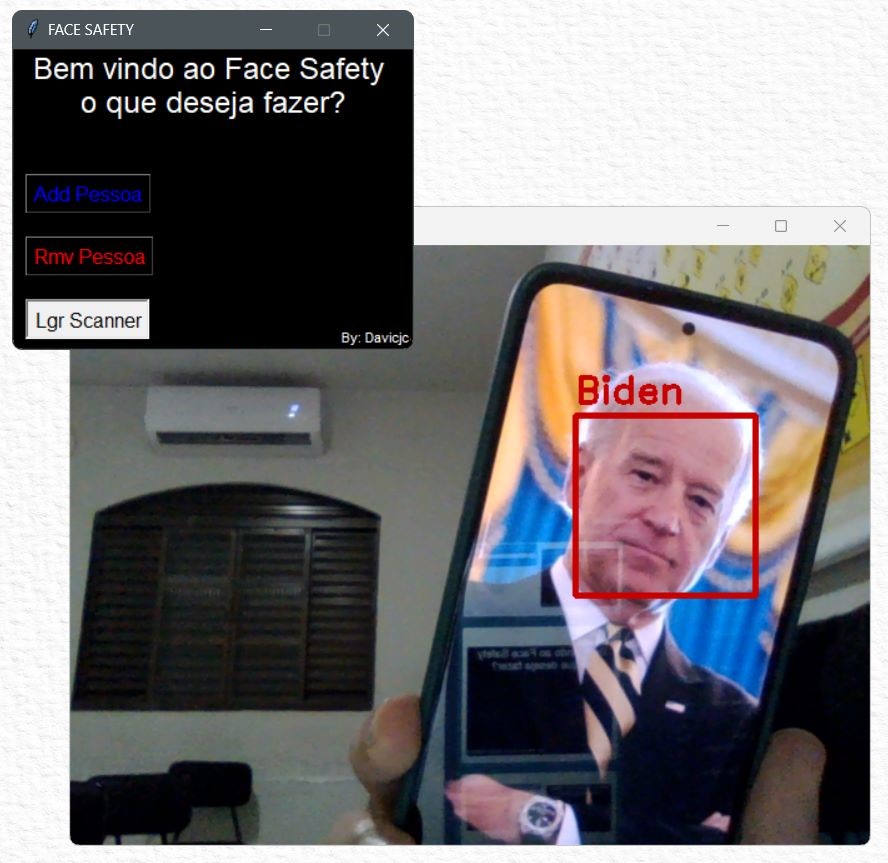 FACE SAFETY
Bem vindo ao Face Safety
o que deseja fazer?
Add Pessoa
Rmv Pessoa
Lgr Scanner
By: Davicjc
Biden